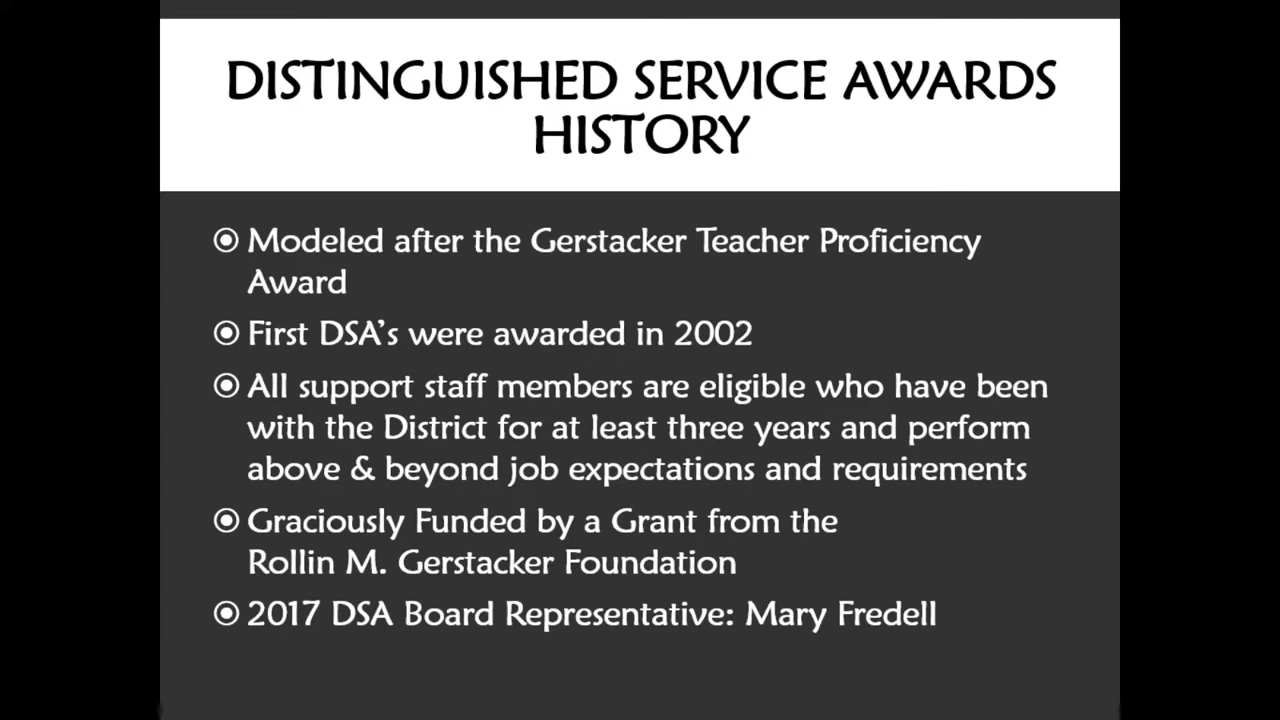 DISTINGUISHED SERVICE AWARDS
HISTORY
Modeled after the Gerstacker Teacher Proficiency
Award
First DSA's were awarded in 2002
All support staff members are eligible who have been
with the District for at least three years and perform
above & beyond job expectations and requirements
Graciously Funded by a Grant from the
Rollin M. Gerstacker Foundation
2017 DSA Board Representative: Mary Fredell